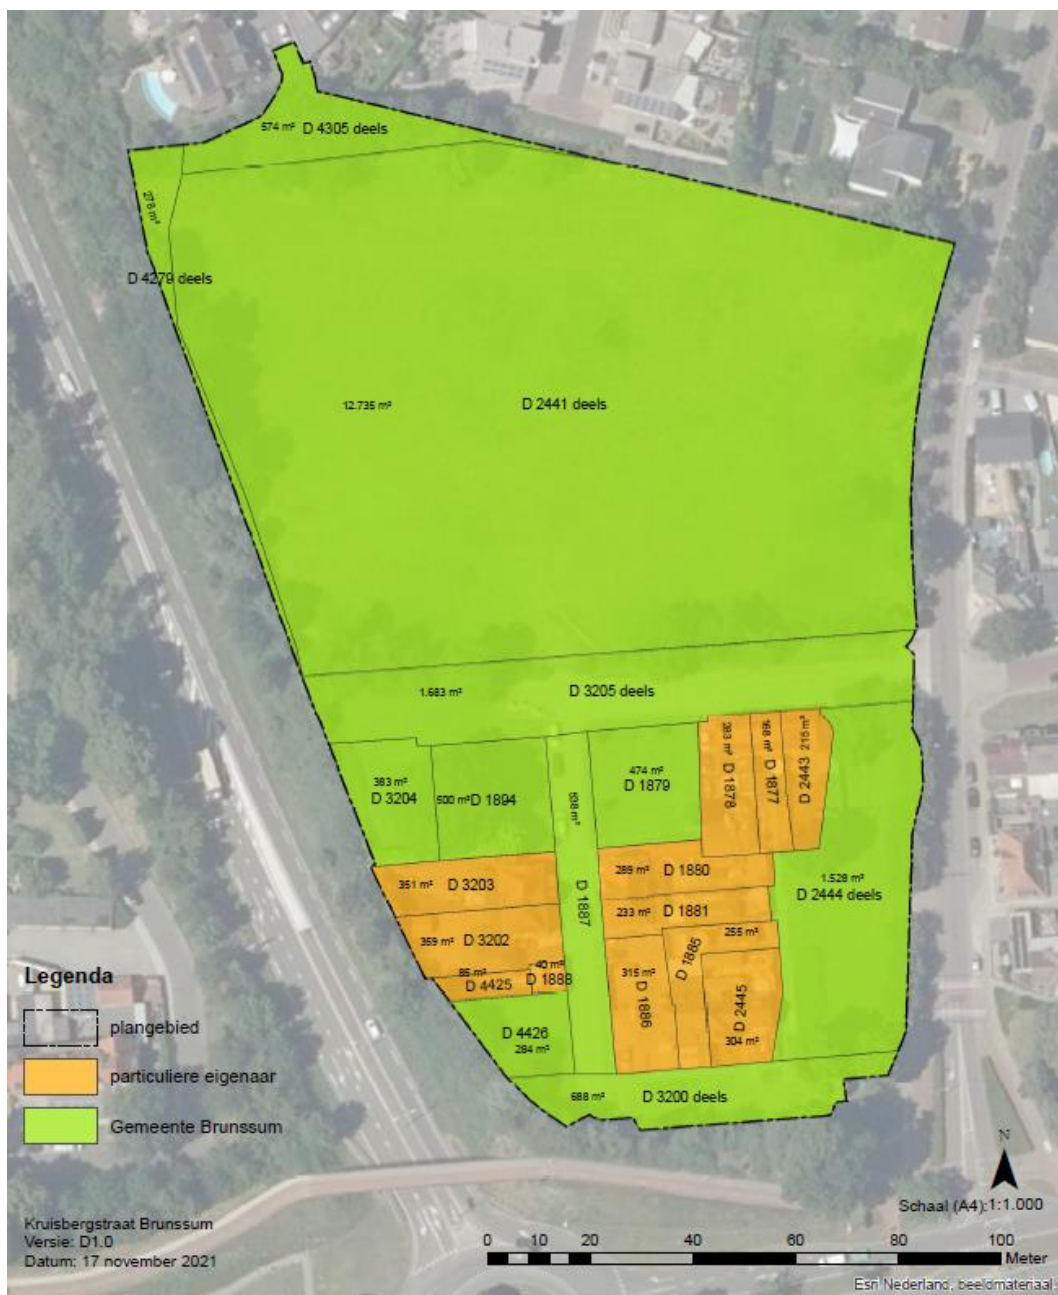 574 m² D 4305 deels
278 m²
D 4279 deels
12.735 m² D 2441 deels
1.683 m² D 3205 deels
383 m²
D 3204
500 m² D 1894
474 m²
D 1879
D 1878
168 m² D 1877
D 2443 215 m²
D 1887
351 m² D 3203
289 m² D 1880
1.528 m²
D 2444 deels
233 m² D 1881
359 m² D 3202
255 m²
D 1885
315 m²
D 1886
85 m²
D 4425
40 m²
D 1888
D 2445
304 m²
D 4426
284 m²
688 m² D 3200 deels
Legenda
plangebied
particuliere eigenaar
Gemeente Brunssum
N
Schaal (A4):1:1.000
Kruisbergstraat Brunssum
Versie: D1.0
Datum: 17 november 2021
0 10 20 40 60 80 100
Meter
Esri Nederland, beeldmateriaal